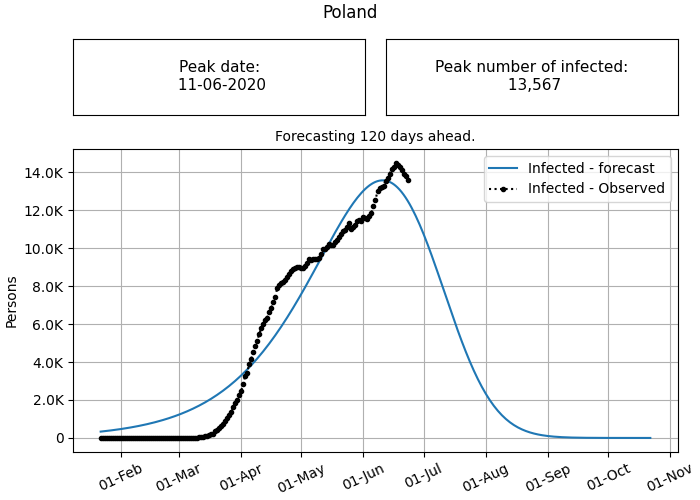 Poland
Peak date:
11-06-2020
Peak number of infected:
13,567
Forecasting 120 days ahead.
Infected - forecast
Infected - Observed
14.0K
12.0K
10.0K
8.0K
6.0K
4.0K
2.0K
0
Persons
01-Feb
01-Mar
01-Apr
01-May
01-Jun
01-Jul
01-Aug
01-Sep
01-Oct
01-Nov